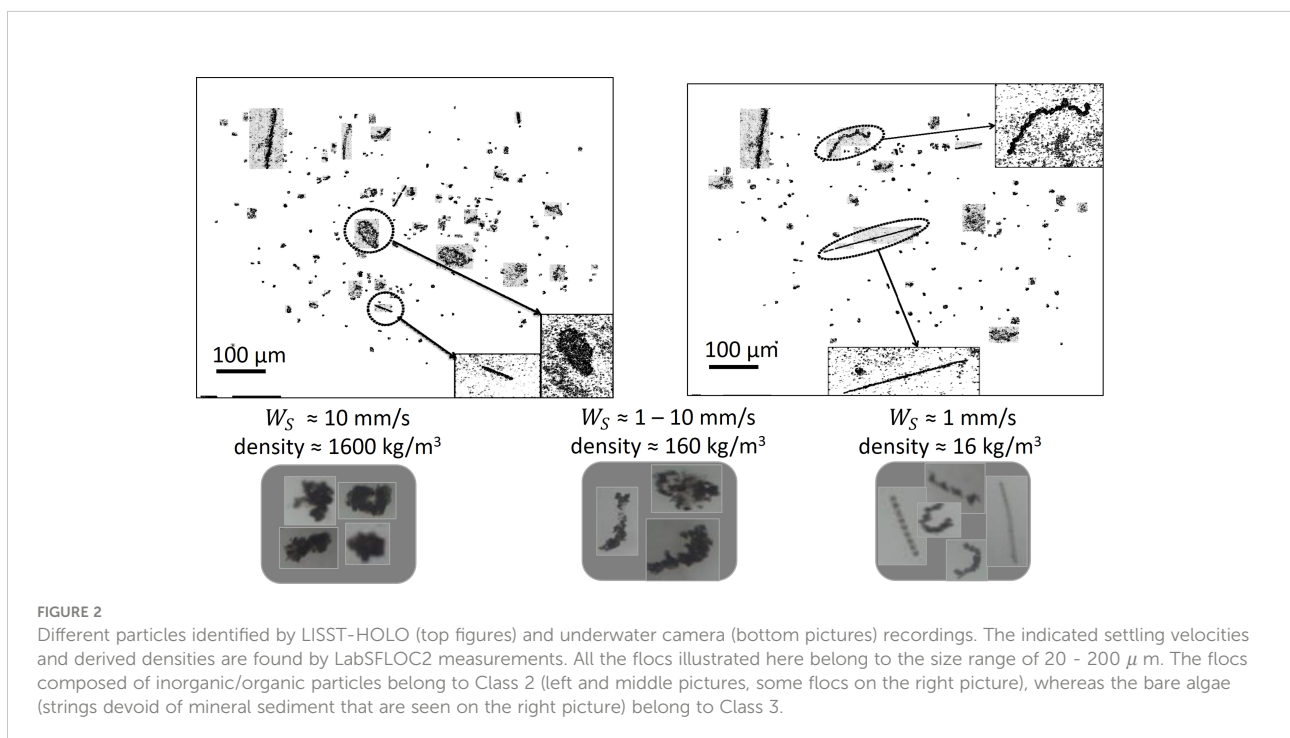 100 µm
100 µm
W_S ≈ 10 mm/s
density ≈ 1600 kg/m³
W_S ≈ 1 – 10 mm/s
density ≈ 160 kg/m³
W_S ≈ 1 mm/s
density ≈ 16 kg/m³
FIGURE 2
Different particles identified by LISST-HOLO (top figures) and underwater camera (bottom pictures) recordings. The indicated settling velocities
and derived densities are found by LabSFLOC2 measurements. All the flocs illustrated here belong to the size range of 20 - 200 µ m. The flocs
composed of inorganic/organic particles belong to Class 2 (left and middle pictures, some flocs on the right picture), whereas the bare algae
(strings devoid of mineral sediment that are seen on the right picture) belong to Class 3.